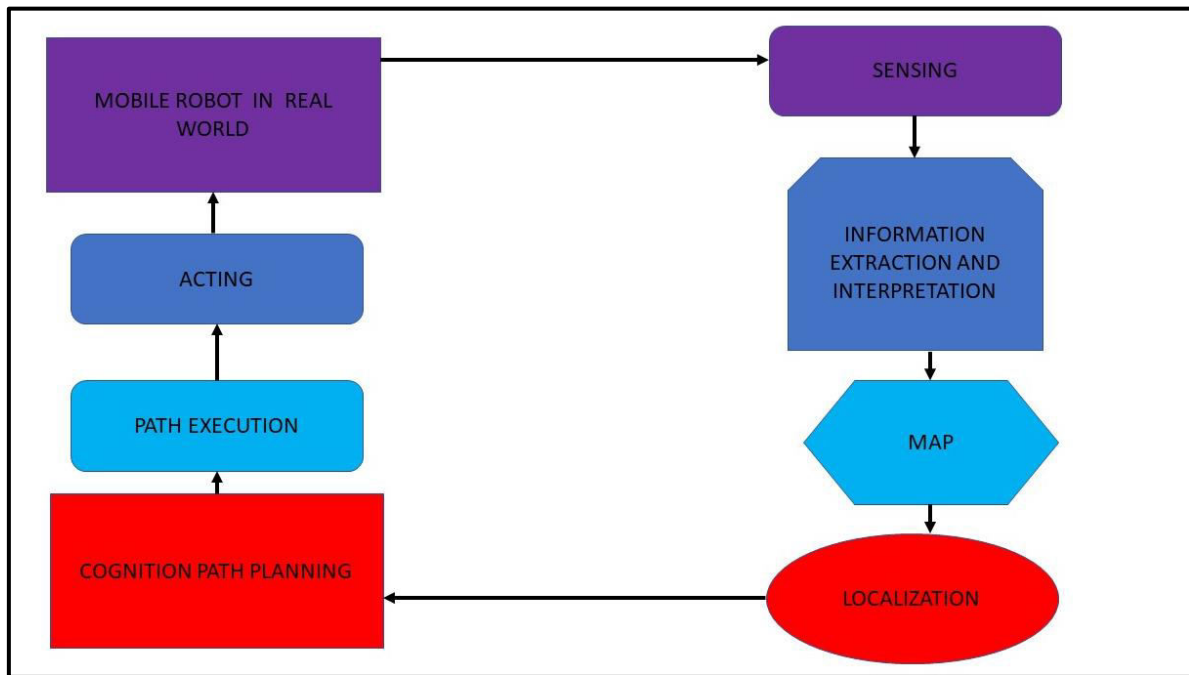 MOBILE ROBOT IN REAL
WORLD
SENSING
INFORMATION
EXTRACTION AND
INTERPRETATION
ACTING
PATH EXECUTION
MAP
COGNITION PATH PLANNING
LOCALIZATION